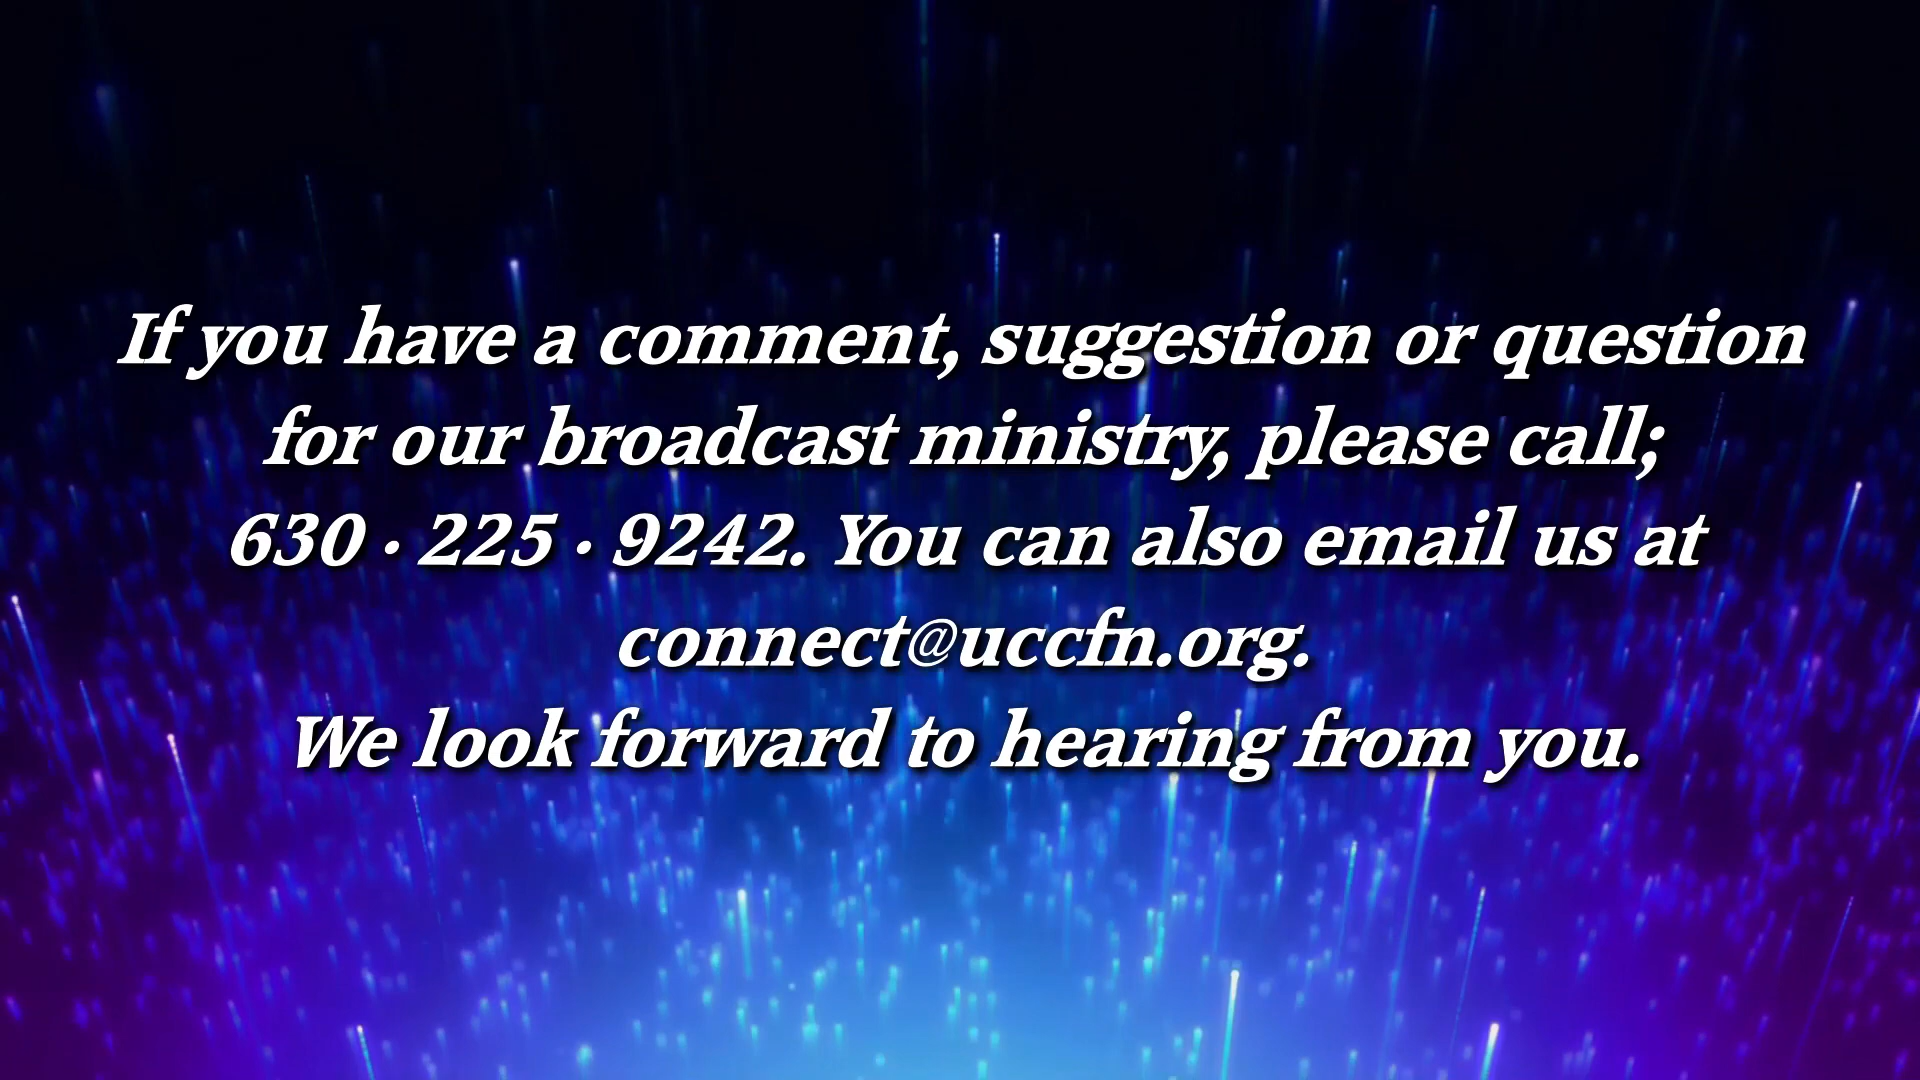 If you have a comment, suggestion or question
for our broadcast ministry, please call;
630 · 225 · 9242. You can also email us at
connect@uccfn.org.
We look forward to hearing from you.